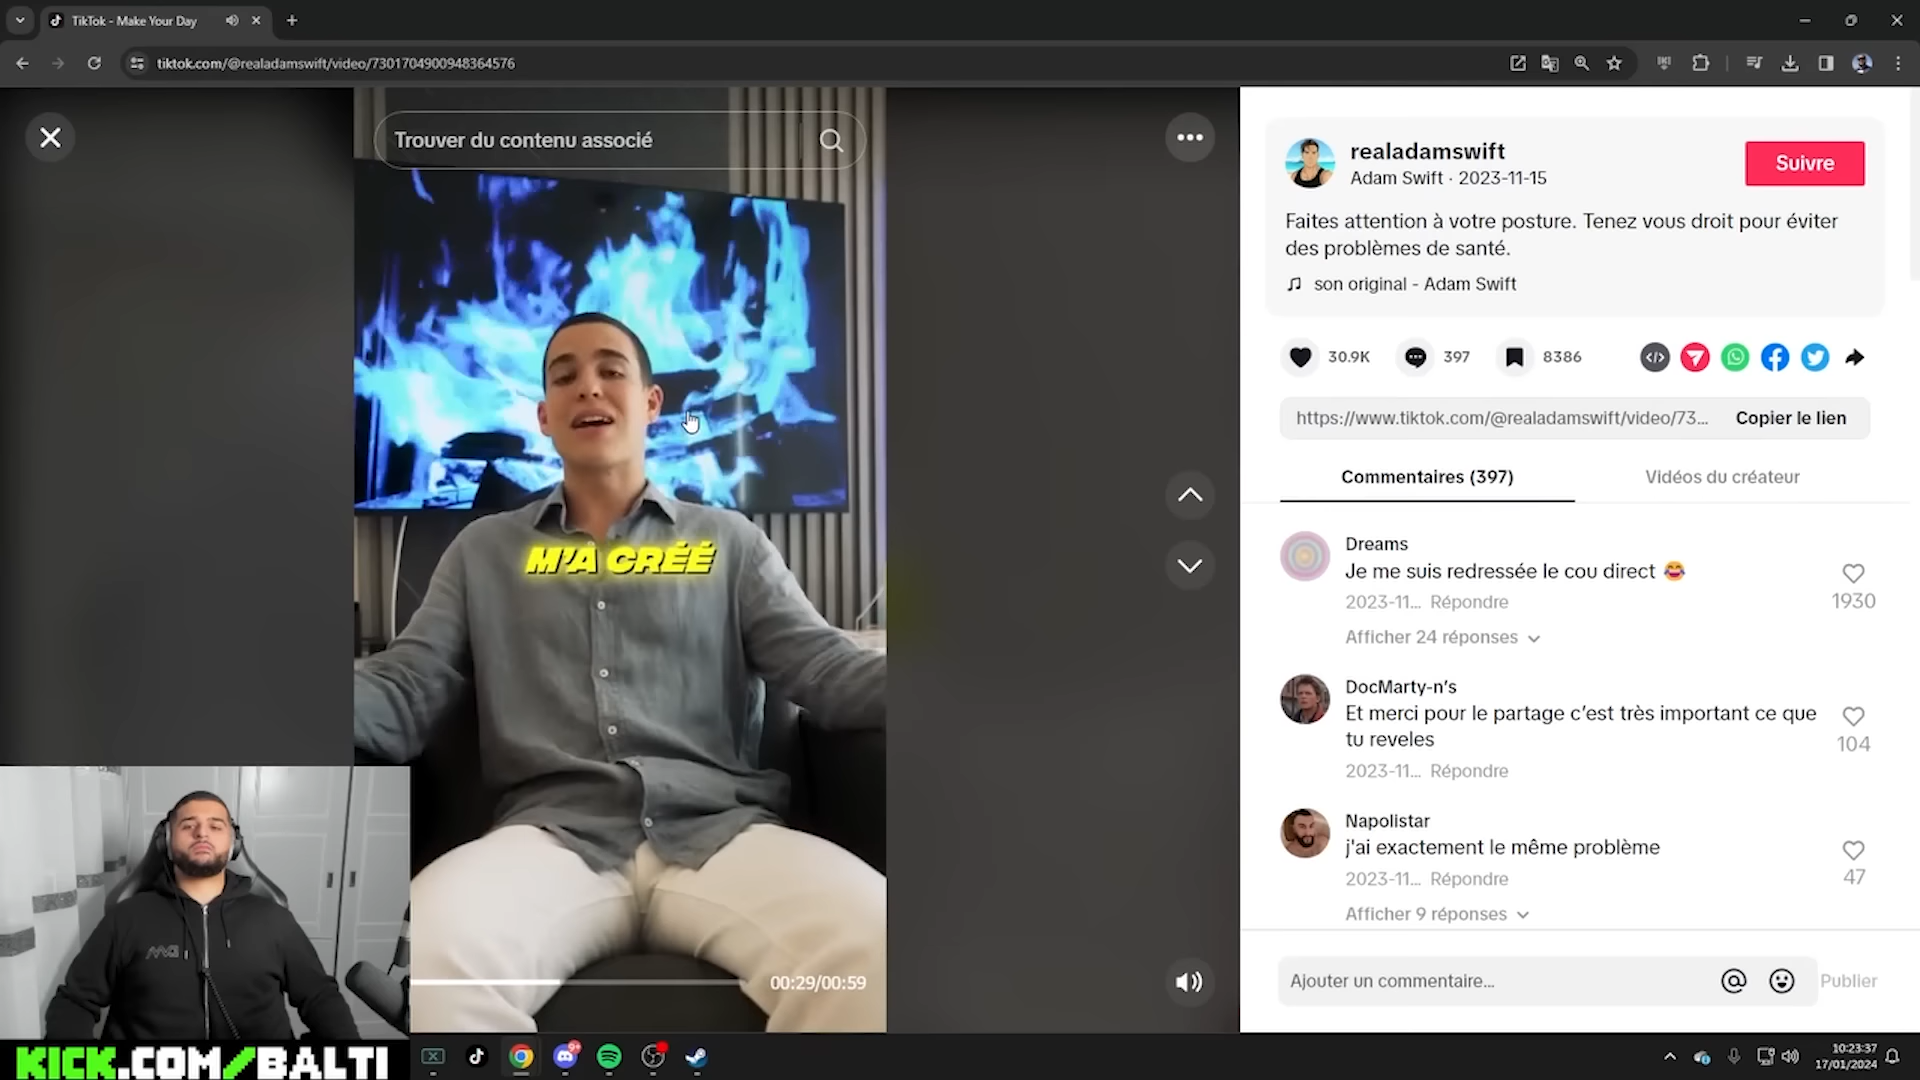 TikTok - Make Your Day
tiktok.com/@realadamswift/video/7301704900948364576
Trouver du contenu associé
M'A CRÉÉ
00:29/00:59
realadamswift
Adam Swift · 2023-11-15
Suivre
Faites attention à votre posture. Tenez vous droit pour éviter
des problèmes de santé.
son original - Adam Swift
30.9K
397
8386
https://www.tiktok.com/@realadamswift/video/73...
Copier le lien
Commentaires (397)
Vidéos du créateur
Dreams
Je me suis redressée le cou direct 😂
2023-11... Répondre
1930
Afficher 24 réponses
DocMarty-n's
Et merci pour le partage c'est très important ce que
tu reveles
104
2023-11... Répondre
Napolistar
j'ai exactement le même problème
47
2023-11... Répondre
Afficher 9 réponses
Ajouter un commentaire...
Publier
KICK.COM/BALTI
10:23:37
17/01/2024